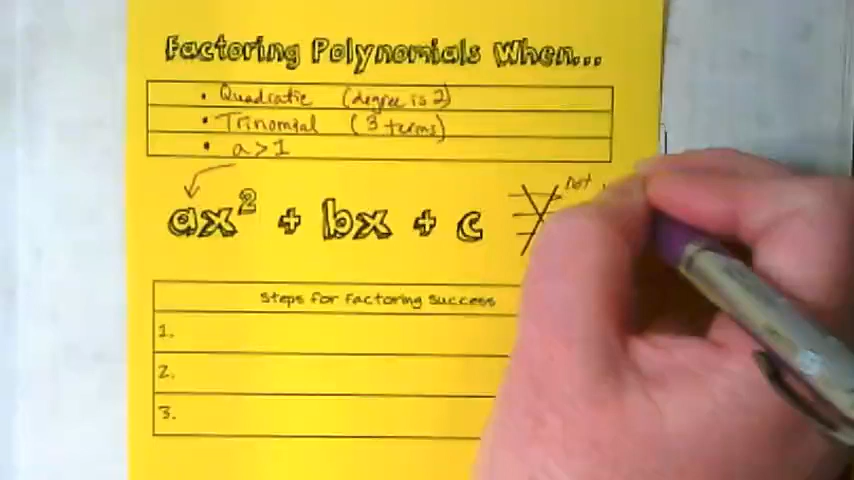 Factoring Polynomials When...
• Quadratic (degree is 2)
• Trinomial (3 terms)
• a > 1
ax² + bx + c
not
Steps for Factoring Success
1.
2.
3.